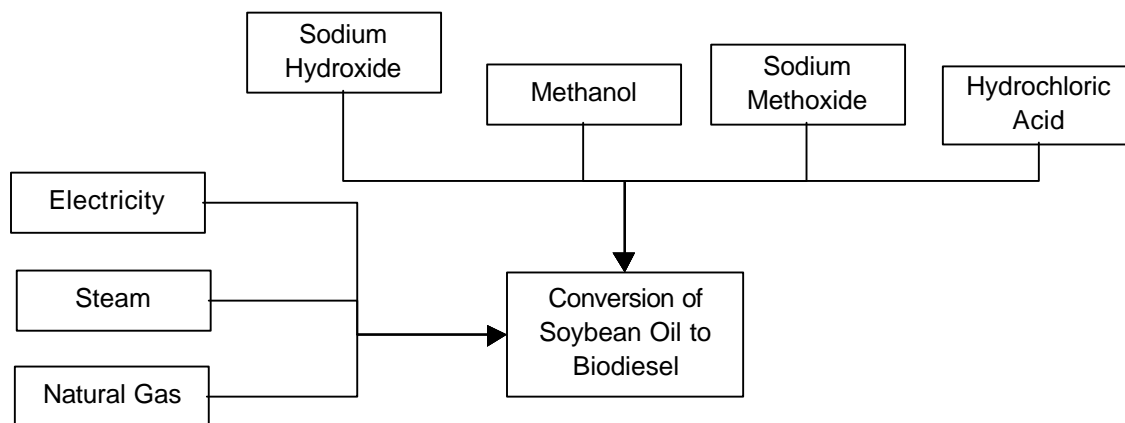 Sodium
Hydroxide
Methanol
Sodium
Methoxide
Hydrochloric
Acid
Electricity
Steam
Natural Gas
Conversion of
Soybean Oil to
Biodiesel